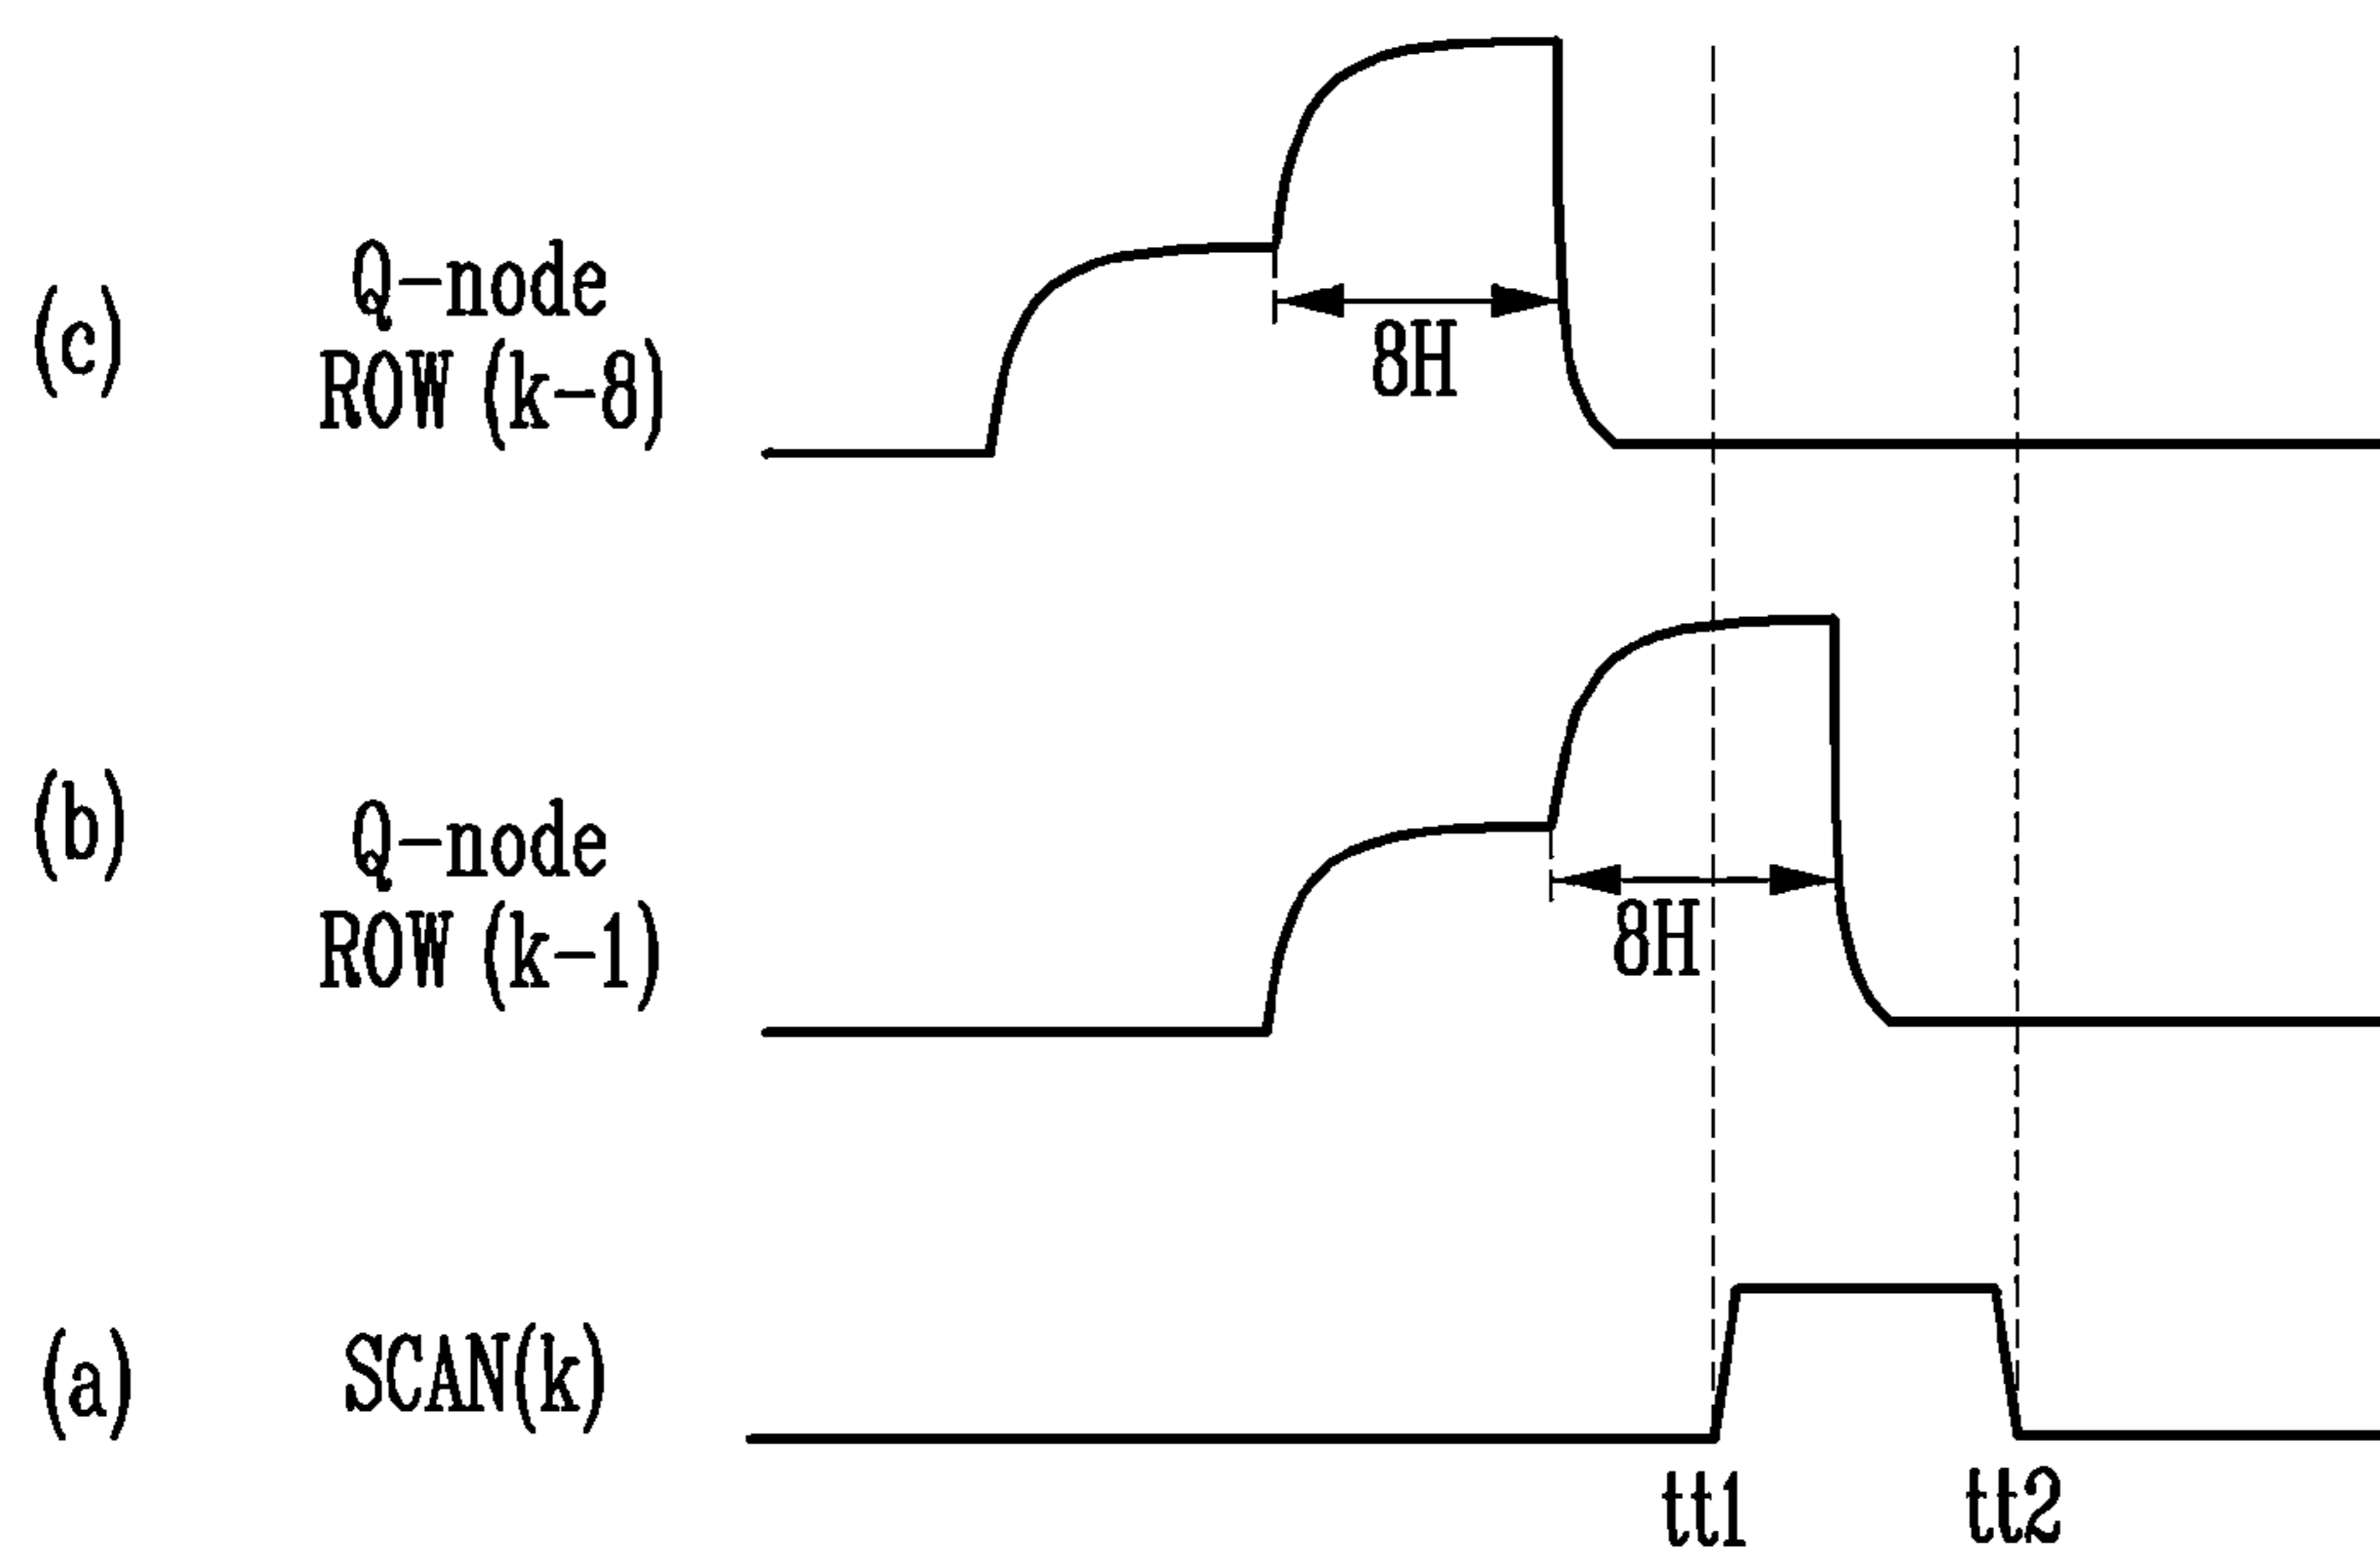 (c)
Q-node
ROW (k-8)
8H
(b)
Q-node
ROW (k-1)
8H
(a)
SCAN(k)
tt1
tt2